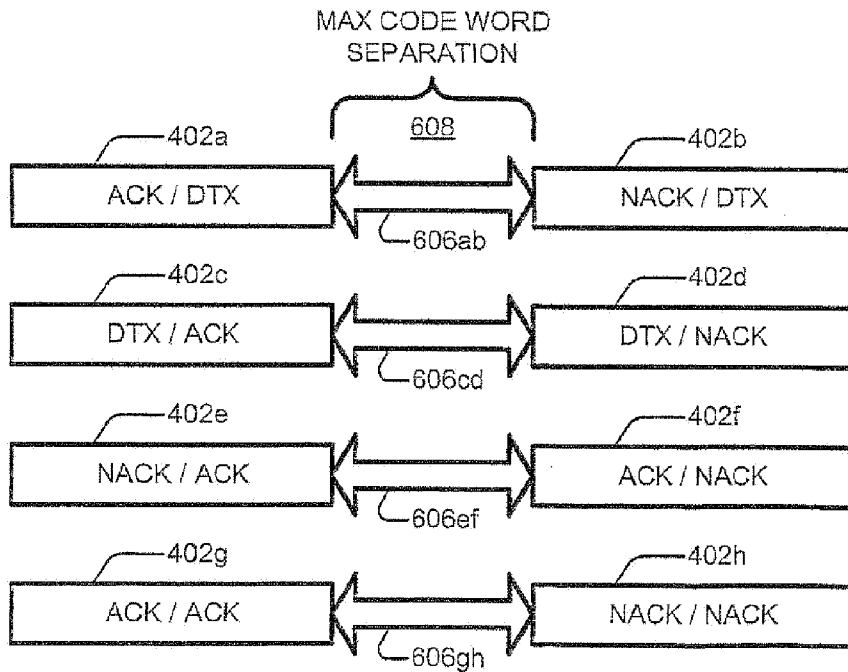 MAX CODE WORD
SEPARATION
608
402a
402b
ACK / DTX
NACK / DTX
606ab
402c
402d
DTX / ACK
DTX / NACK
606cd
402e
402f
NACK / ACK
ACK / NACK
606ef
402g
402h
ACK / ACK
NACK / NACK
606gh